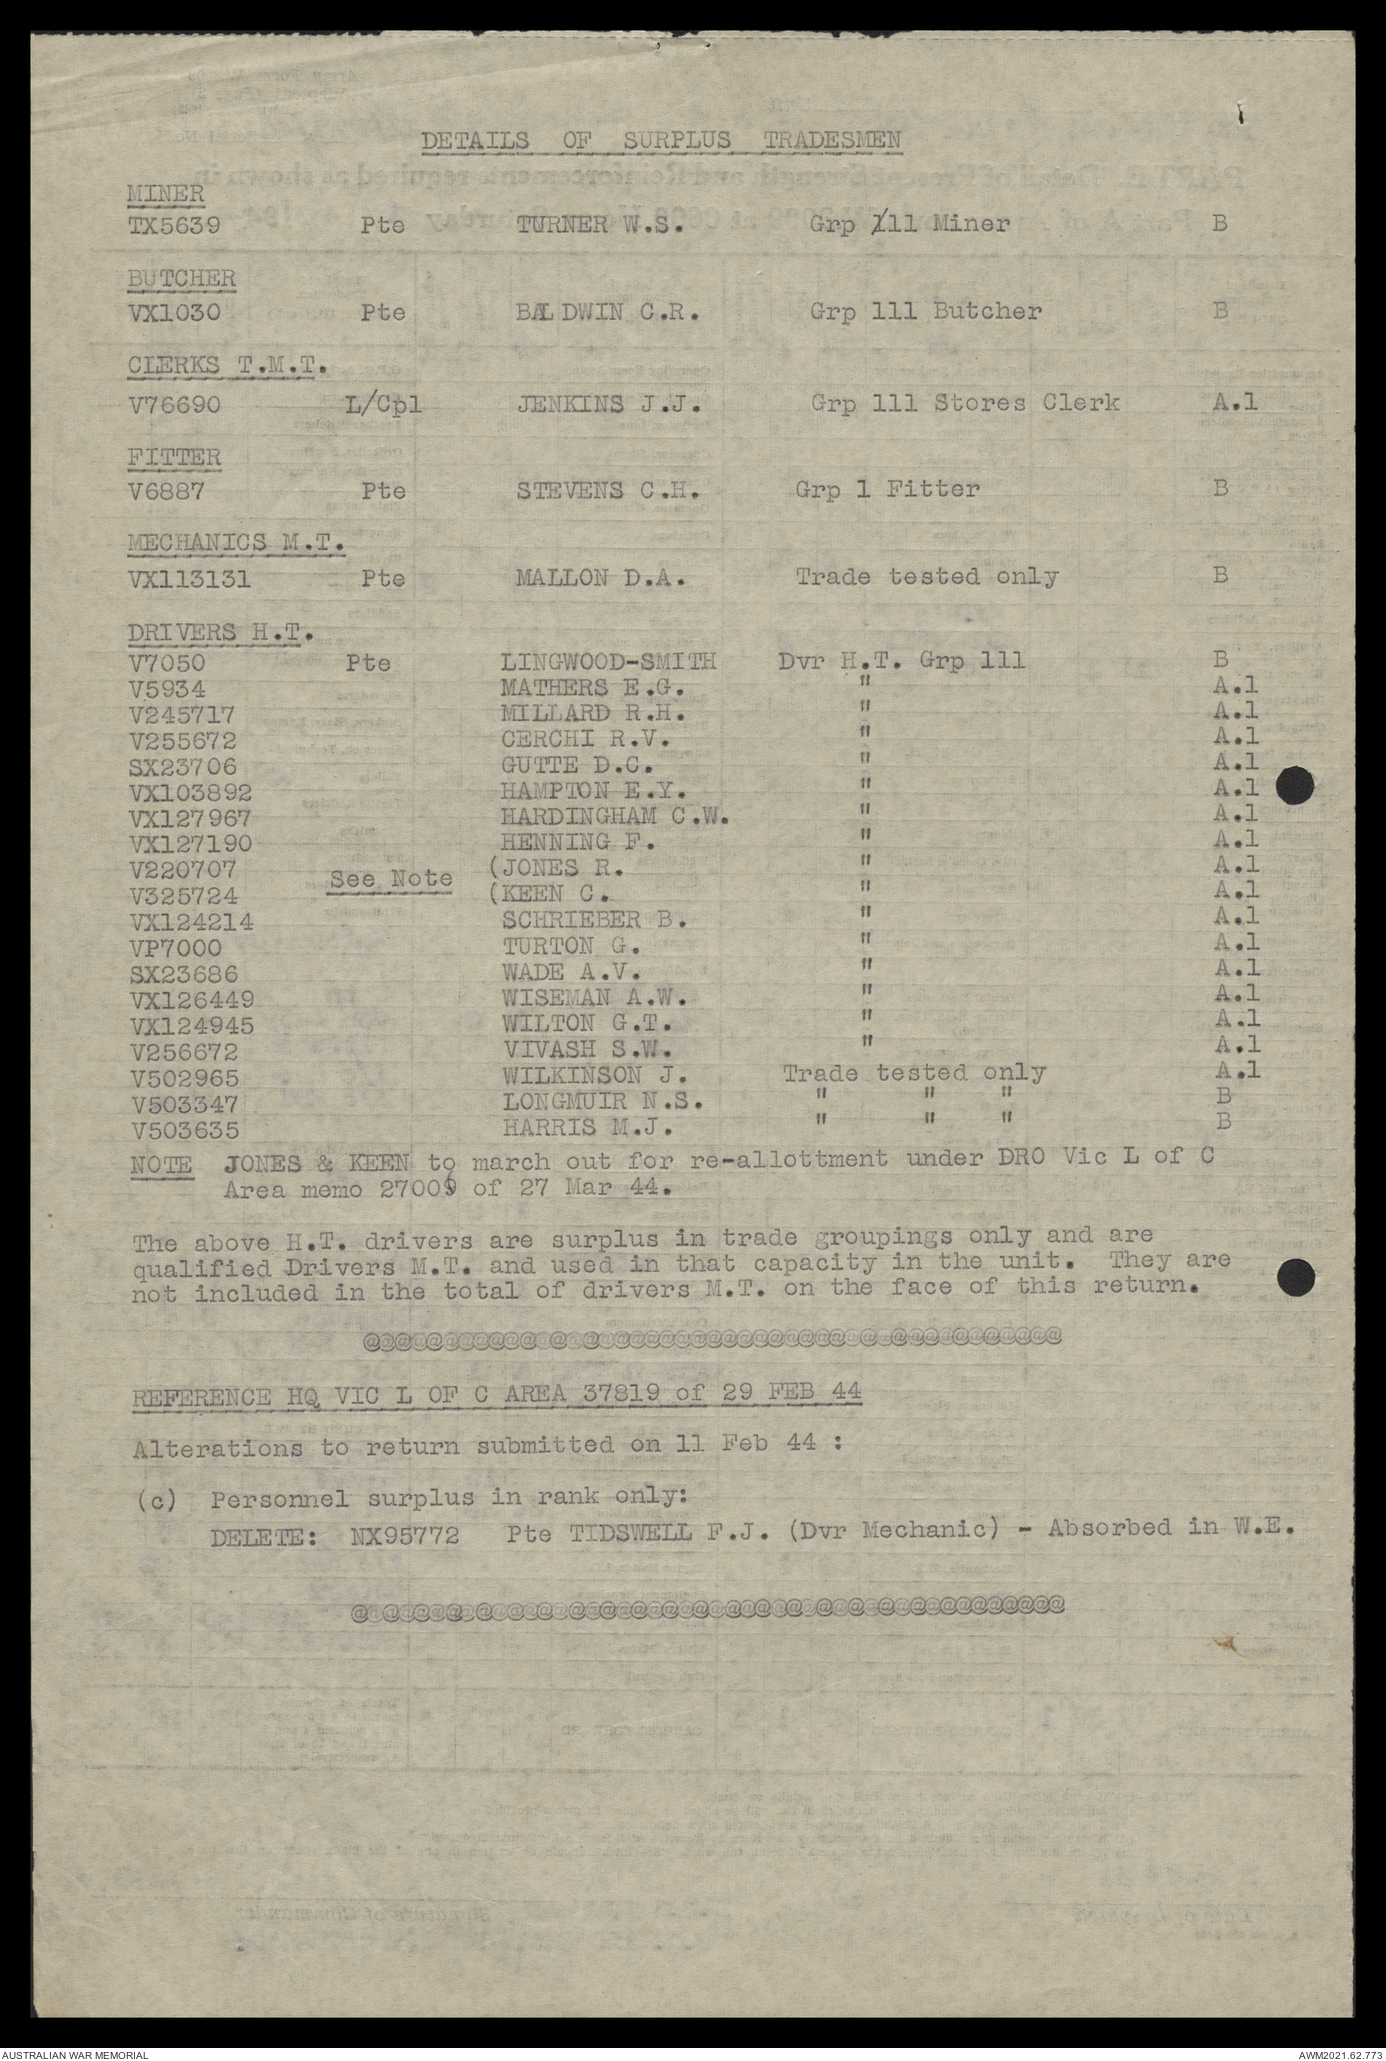 DETAILS OF SURPLUS TRADESMEN
MINER
TX5639 Pte TURNER W.S. Grp 111 Miner B
BUTCHER
VX1030 Pte BALDWIN C.R. Grp 111 Butcher B
CLERKS T.M.T.
V76690 L/Cpl JENKINS J.J. Grp 111 Stores Clerk A.1
FITTER
V6887 Pte STEVENS C.H. Grp 1 Fitter B
MECHANICS M.T.
VX113131 Pte MALLON D.A. Trade tested only B
DRIVERS H.T.
V7050 Pte LINGWOOD-SMITH Dvr H.T. Grp 111 B
V5934 MATHERS E.G. " A.1
V245717 MILLARD R.H. " A.1
V255672 CERCHI R.V. " A.1
SX23706 GUTTE D.C. " A.1
VX103892 HAMPTON E.Y. " A.1
VX127967 HARDINGHAM C.W. " A.1
VX127190 HENNING F. " A.1
V220707 (JONES R. " A.1
See Note
V325724 (KEEN C. " A.1
VX124214 SCHRIEBER B. " A.1
VP7000 TURTON G. " A.1
SX23686 WADE A.V. " A.1
VX126449 WISEMAN A.W. " A.1
VX124945 WILTON G.T. " A.1
V256672 VIVASH S.W. " A.1
V502965 WILKINSON J. Trade tested only A.1
V503347 LONGMUIR N.S. " " " B
V503635 HARRIS M.J. " " " B
NOTE JONES & KEEN to march out for re-allottment under DRO Vic L of C
Area memo 27009 of 27 Mar 44.
The above H.T. drivers are surplus in trade groupings only and are
qualified Drivers M.T. and used in that capacity in the unit. They are
not included in the total of drivers M.T. on the face of this return.
@@@@@@@@@@@ @ @ @@@@@@@@@@@@@@@@@ @ @@@@@@@@@@@
REFERENCE HQ VIC L OF C AREA 37819 of 29 FEB 44
Alterations to return submitted on 11 Feb 44 :
(c) Personnel surplus in rank only:
DELETE: NX95772 Pte TIDSWELL F.J. (Dvr Mechanic) - Absorbed in W.E.
@ @@@@@@ @@@@@@@@@@@@@@@@@@@@@ @@ @@@@@@@@@@@@@
AUSTRALIAN WAR MEMORIAL
AWM2021.62.773